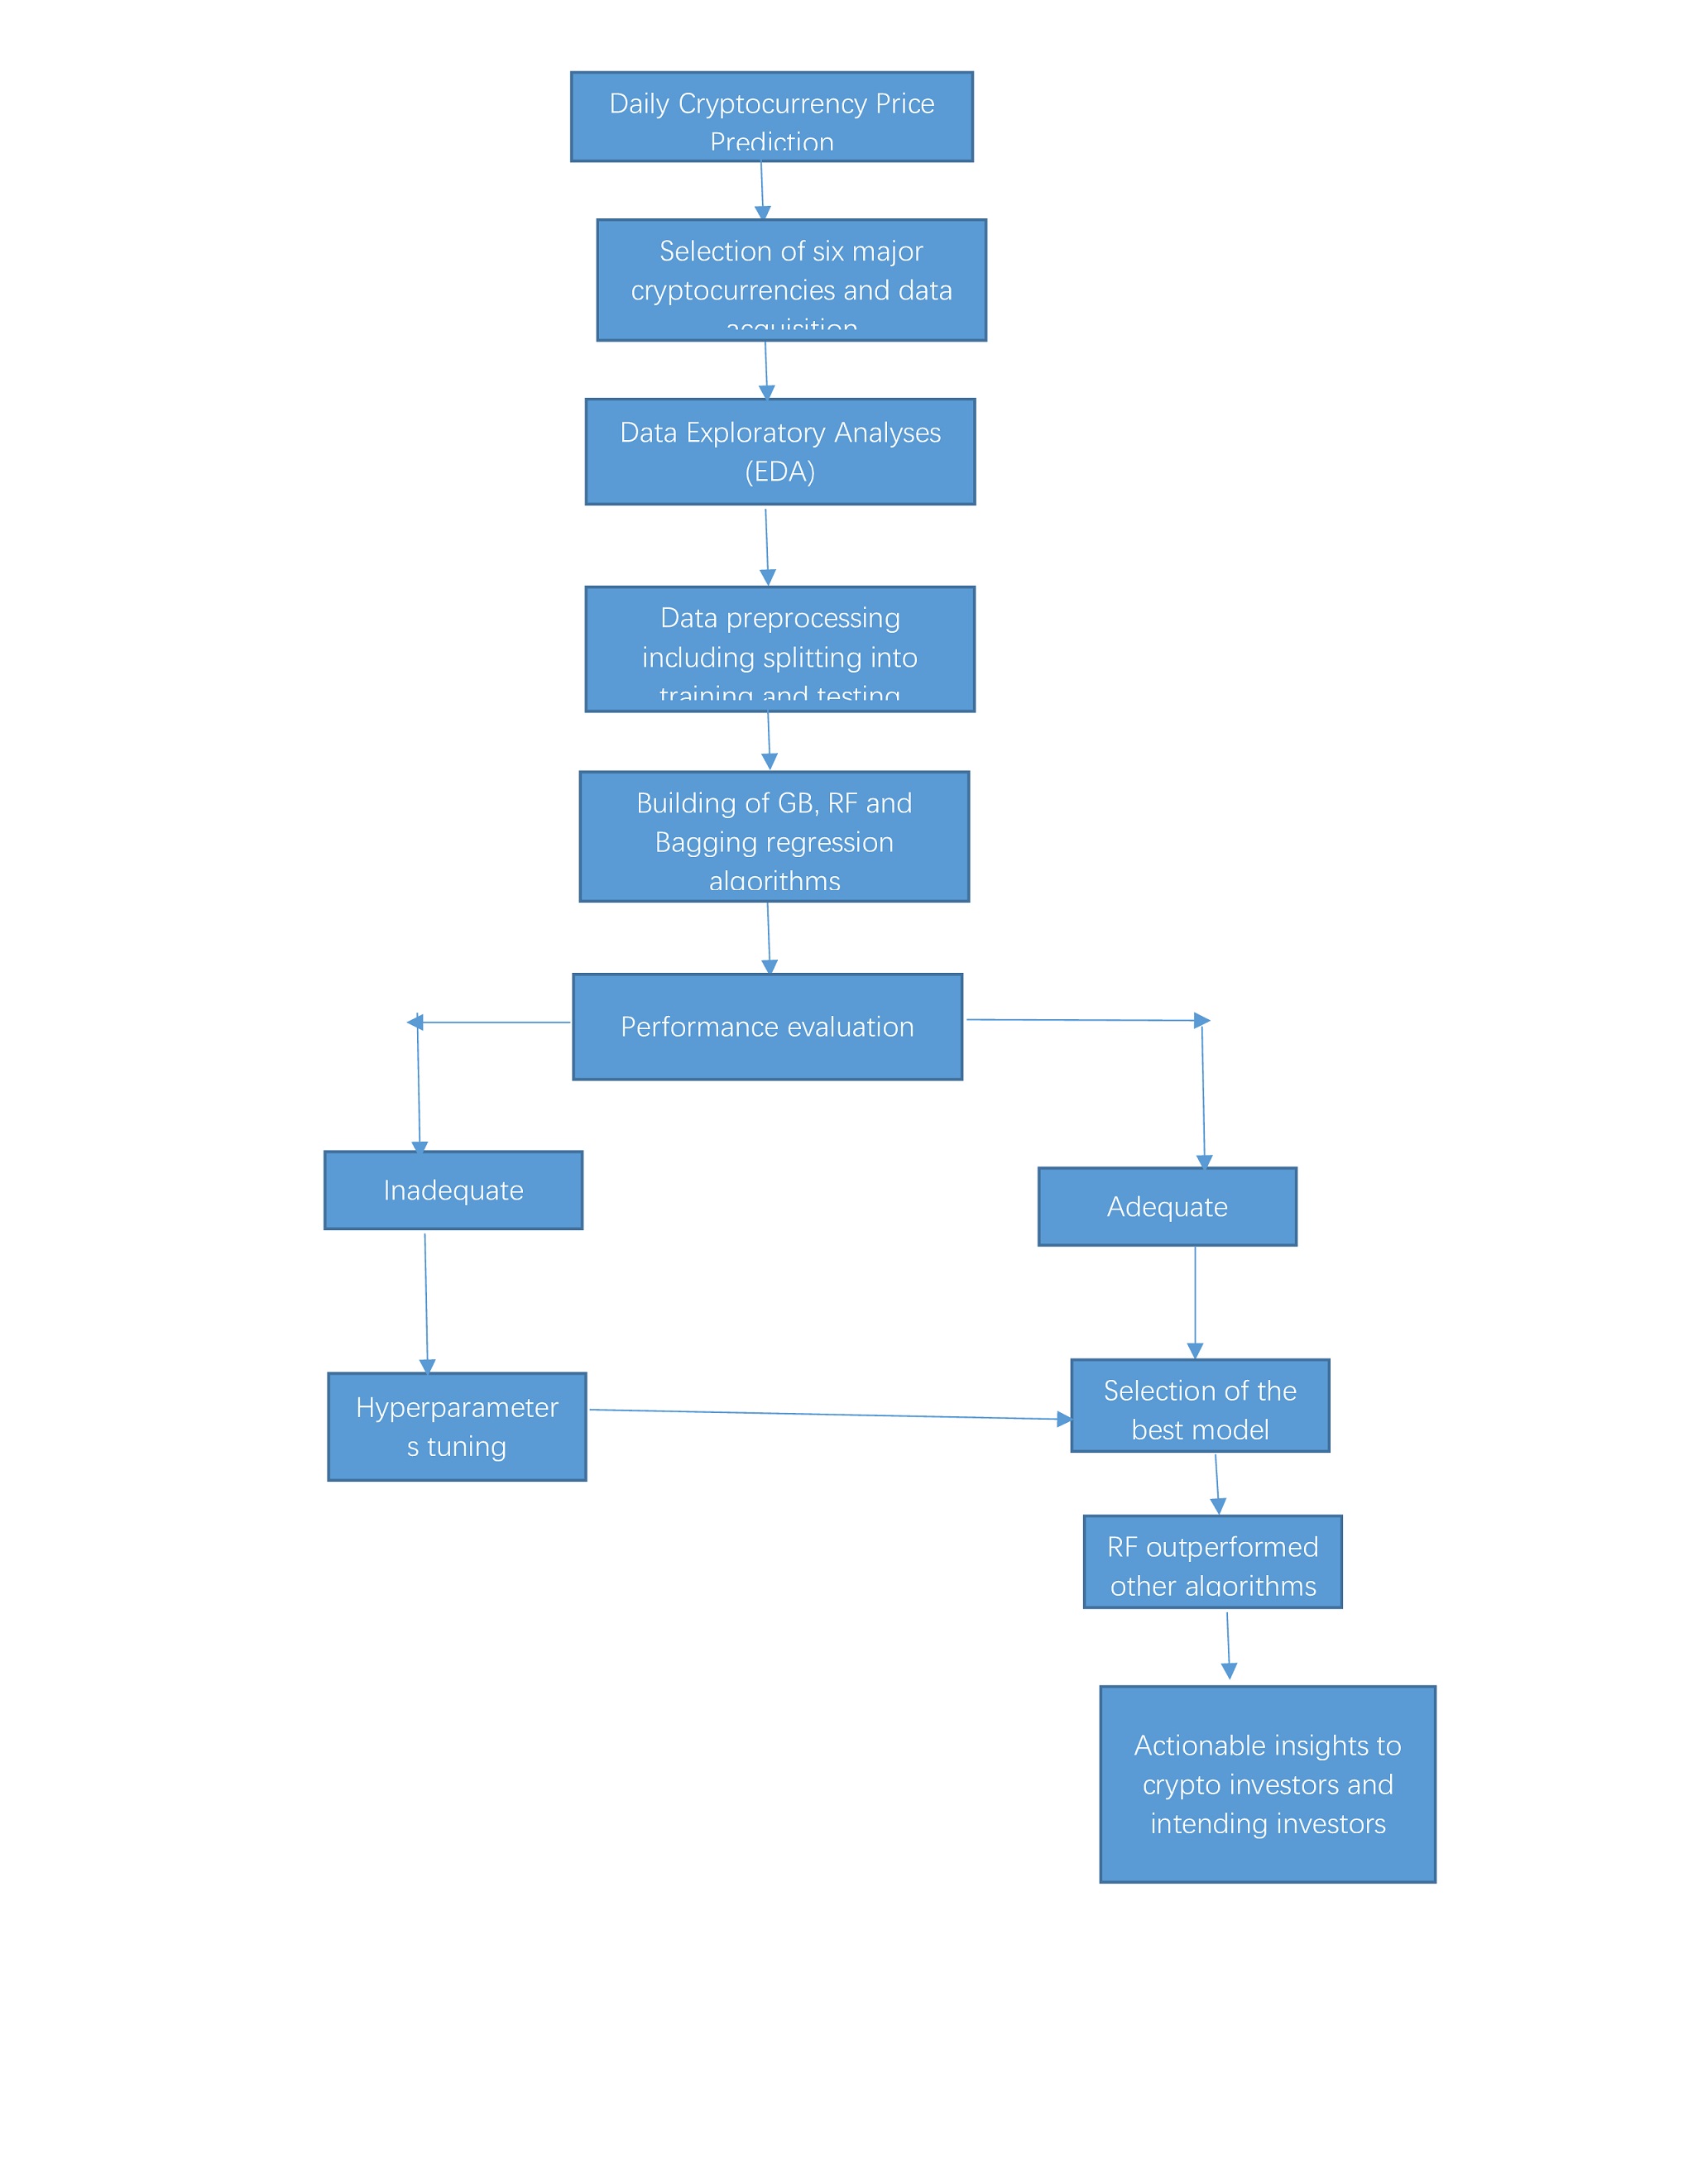 Daily Cryptocurrency Price
Prediction
Selection of six major
cryptocurrencies and data
acquisition
Data Exploratory Analyses
(EDA)
Data preprocessing
including splitting into
training and testing
Building of GB, RF and
Bagging regression
algorithms
Performance evaluation
Inadequate
Adequate
Hyperparameter
s tuning
Selection of the
best model
RF outperformed
other algorithms
Actionable insights to
crypto investors and
intending investors